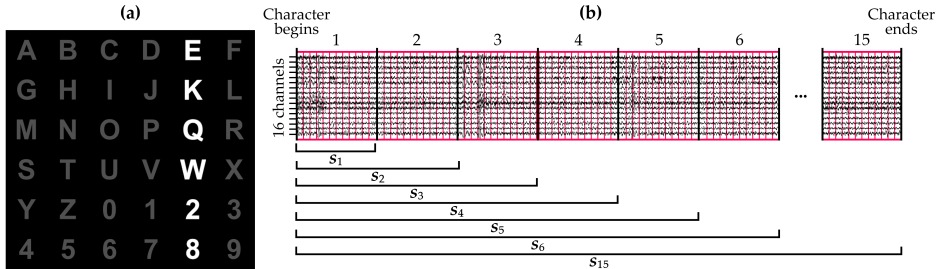 (a)
A B C D E F
G H I J K L
M N O P Q R
S T U V W X
Y Z 0 1 2 3
4 5 6 7 8 9
(b)
Character begins
Character ends
1 2 3 4 5 6 ... 15
16 channels
s1
s2
s3
s4
s5
s6
s15